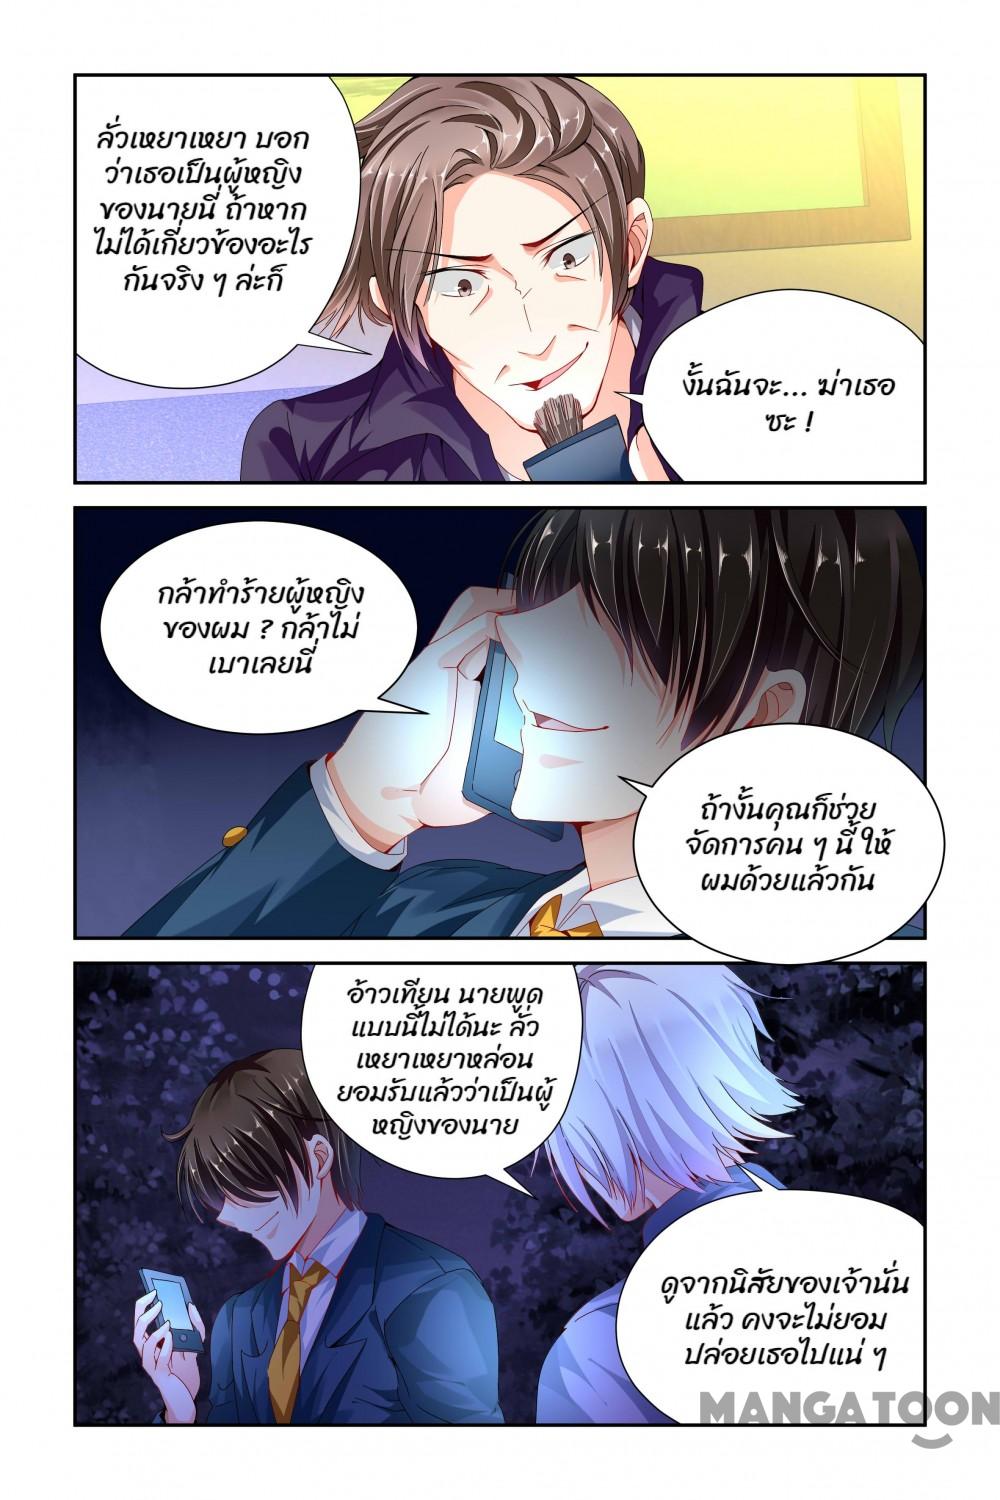 ลั่วเหยาเหยา บอก
ว่าเธอเป็นผู้หญิง
ของนายนี่ ถ้าหาก
ไม่ได้เกี่ยวข้องอะไร
กันจริง ๆ ล่ะก็
งั้นฉันจะ... ฆ่าเธอ
ซะ !
กล้าทำร้ายผู้หญิง
ของผม ? กล้าไม่
เบาเลยนี่
ถ้างั้นคุณก็ช่วย
จัดการคน ๆ นี้ ให้
ผมด้วยแล้วกัน
อ้าวเทียน นายพูด
แบบนี้ไม่ได้นะ ลั่ว
เหยาเหยาหล่อน
ยอมรับแล้วว่าเป็นผู้
หญิงของนาย
ดูจากนิสัยของเจ้านั่น
แล้ว คงจะไม่ยอม
ปล่อยเธอไปแน่ ๆ
MANGATOON